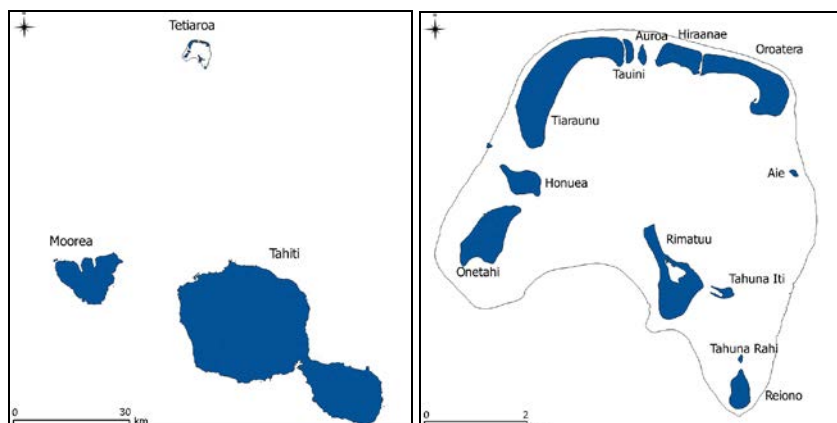 Tetiaroa
Moorea
Tahiti
0 30
km
Auroa
Hiraanae
Oroatera
Tauini
Tiaraunu
Aie
Honuea
Rimatuu
Onetahi
Tahuna Iti
Tahuna Rahi
Reiono
0 2